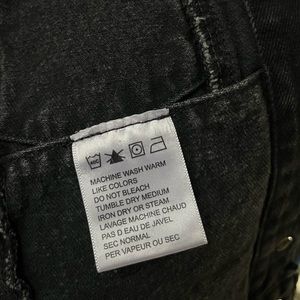 MACHINE WASH WARM
LIKE COLORS
DO NOT BLEACH
TUMBLE DRY MEDIUM
IRON DRY OR STEAM
LAVAGE MACHINE CHAUD
PAS D EAU DE JAVEL
SEC NORMAL
PER VAPEUR OU SEC